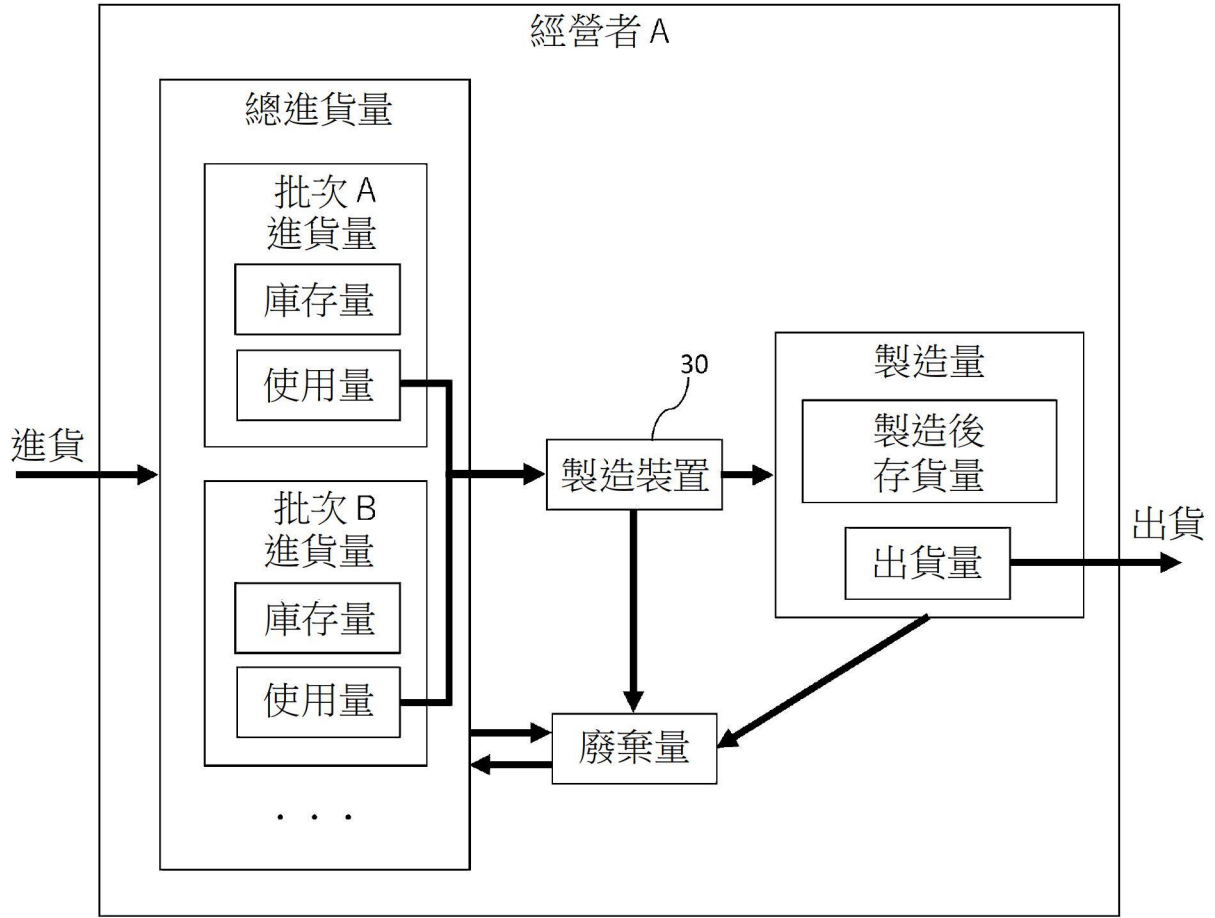 經營者 A
總進貨量
批次 A
進貨量
庫存量
使用量
進貨
批次 B
進貨量
庫存量
使用量
. . .
30
製造裝置
廢棄量
製造量
製造後
存貨量
出貨量
出貨